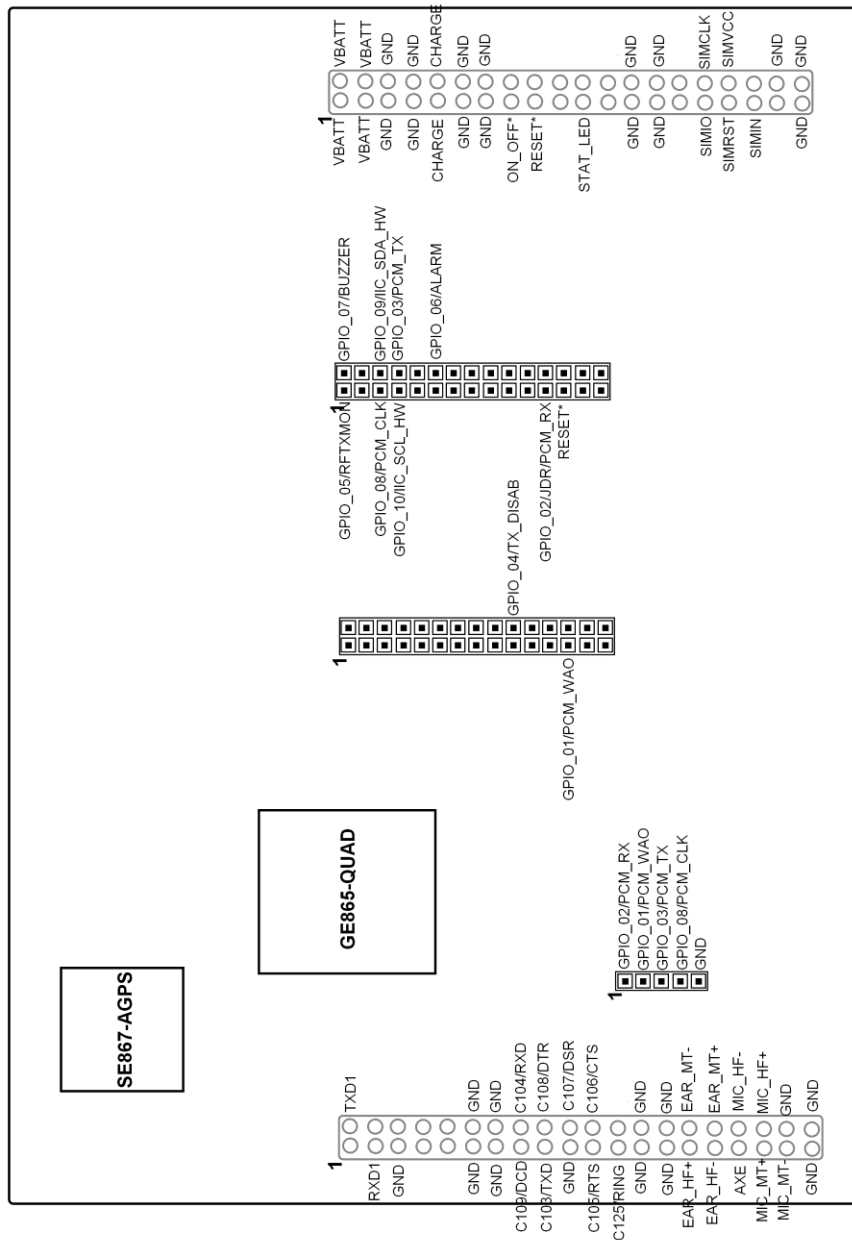 1
VBATT VBATT
VBATT VBATT
GND GND
GND GND
CHARGE CHARGE
GND GND
GND GND
ON_OFF*
RESET*
STAT_LED
GND GND
GND GND
SIMIO SIMCLK
SIMRST SIMVCC
SIMIN
GND
GND GND
1
GPIO_05/RFTXMON GPIO_07/BUZZER
GPIO_08/PCM_CLK GPIO_09/IIC_SDA_HW
GPIO_10/IIC_SCL_HW GPIO_03/PCM_TX
GPIO_06/ALARM
GPIO_02/JDR/PCM_RX
RESET*
1
GPIO_04/TX_DISAB
GPIO_01/PCM_WAO
GE865-QUAD
SE867-AGPS
1
GPIO_02/PCM_RX
GPIO_01/PCM_WAO
GPIO_03/PCM_TX
GPIO_08/PCM_CLK
GND
1
TXD1
RXD1
GND
GND GND
GND GND
C109/DCD C104/RXD
C103/TXD C108/DTR
GND C107/DSR
C105/RTS C106/CTS
C125/RING
GND GND
GND GND
EAR_HF+ EAR_MT-
EAR_HF- EAR_MT+
AXE MIC_HF-
MIC_MT+ MIC_HF+
MIC_MT- GND
GND GND